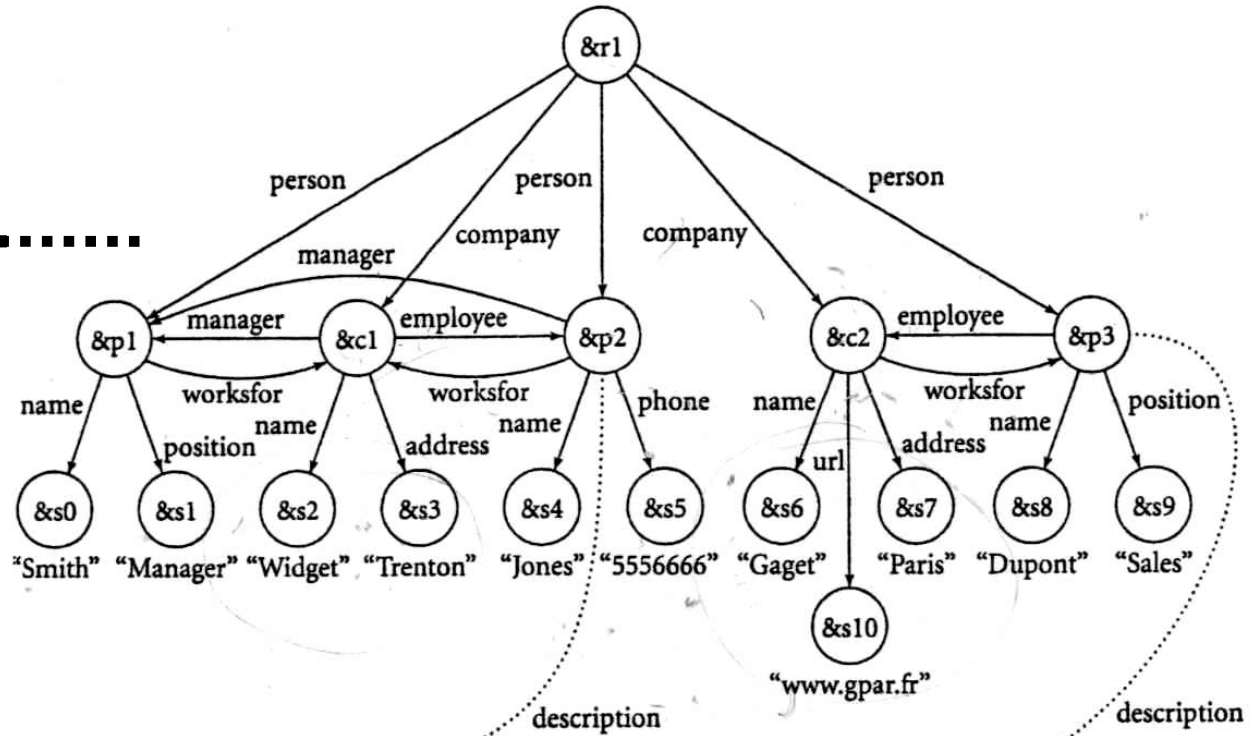 &r1
person
person
person
company
company
manager
manager
employee
employee
&p1
&c1
&p2
&c2
&p3
worksfor
worksfor
worksfor
name
position
name
address
name
phone
name
url
address
name
position
&s0
&s1
&s2
&s3
&s4
&s5
&s6
&s7
&s8
&s9
“Smith”
“Manager”
“Widget”
“Trenton”
“Jones”
“5556666”
“Gaget”
“Paris”
“Dupont”
“Sales”
&s10
“www.gpar.fr”
description
description